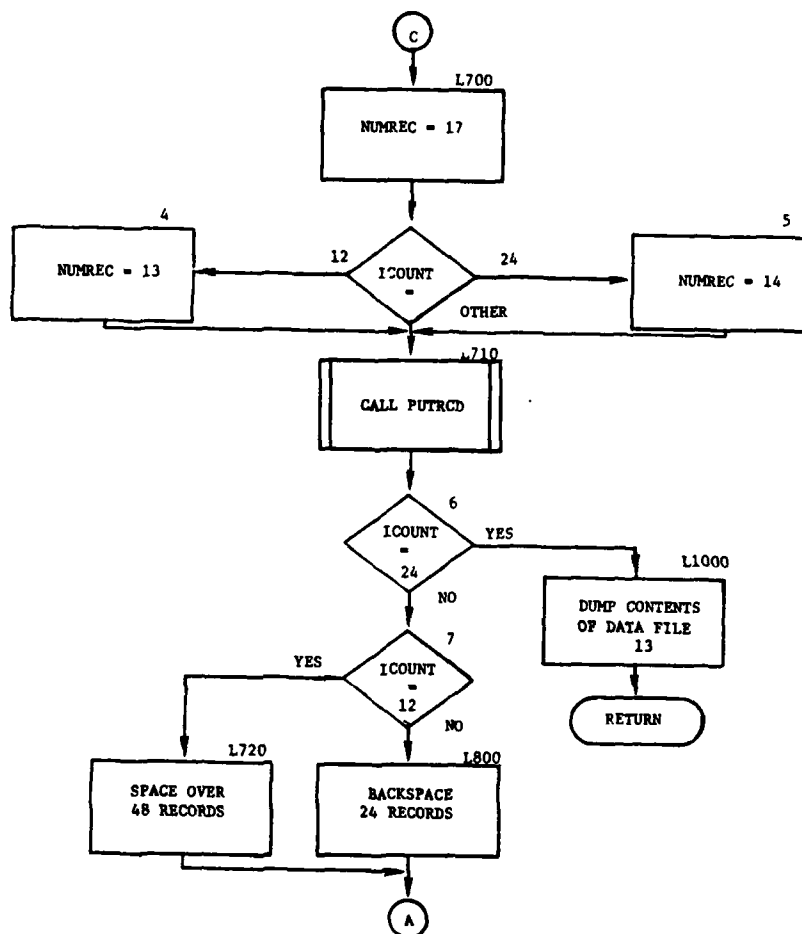 C
L700
NUMREC = 17
4
NUMREC = 13
12
ICOUNT
=
24
OTHER
5
NUMREC = 14
L710
CALL PUTRCD
6
ICOUNT
=
24
YES
NO
L1000
DUMP CONTENTS
OF DATA FILE
13
RETURN
7
YES
ICOUNT
=
12
NO
L720
SPACE OVER
48 RECORDS
L800
BACKSPACE
24 RECORDS
A